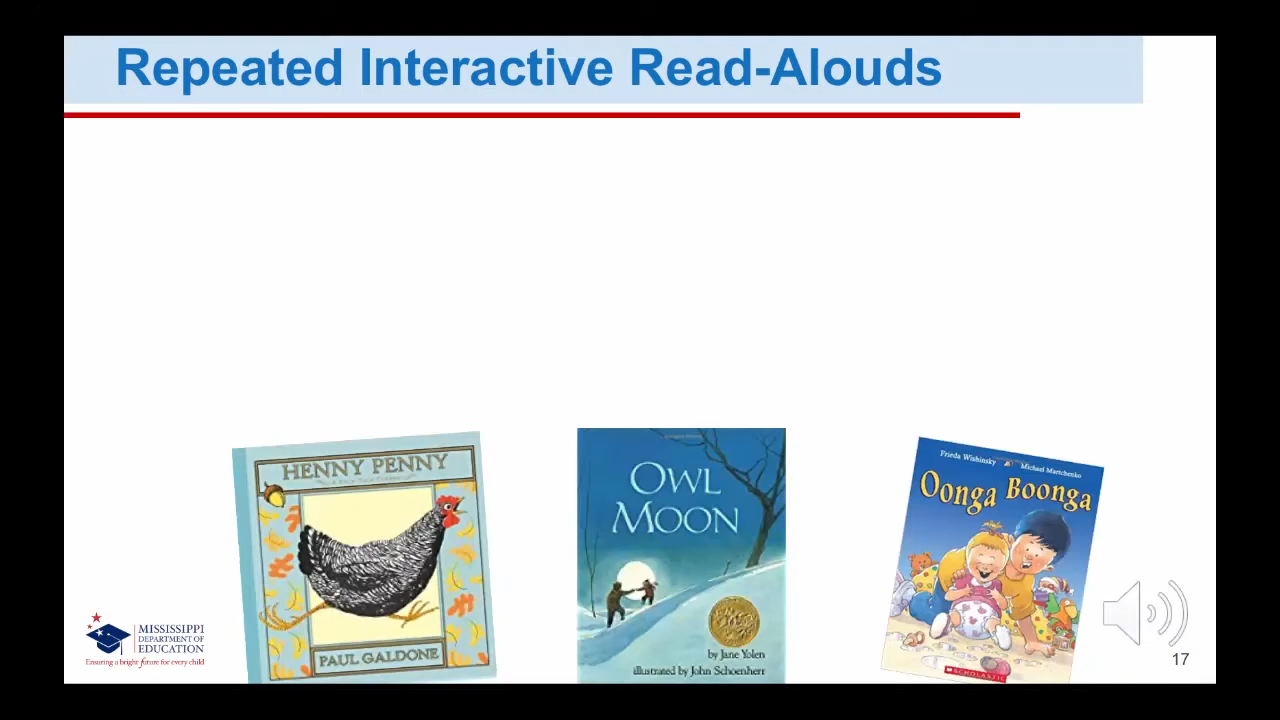 Repeated Interactive Read-Alouds
HENNY PENNY
PAUL GALDONE
OWL
MOON
by Jane Yolen
illustrated by John Schoenherr
Frieda Wishinsky
Michael Martchenko
Oonga Boonga
SCHOLASTIC
MISSISSIPPI
DEPARTMENT OF
EDUCATION
Ensuring a bright future for every child
17